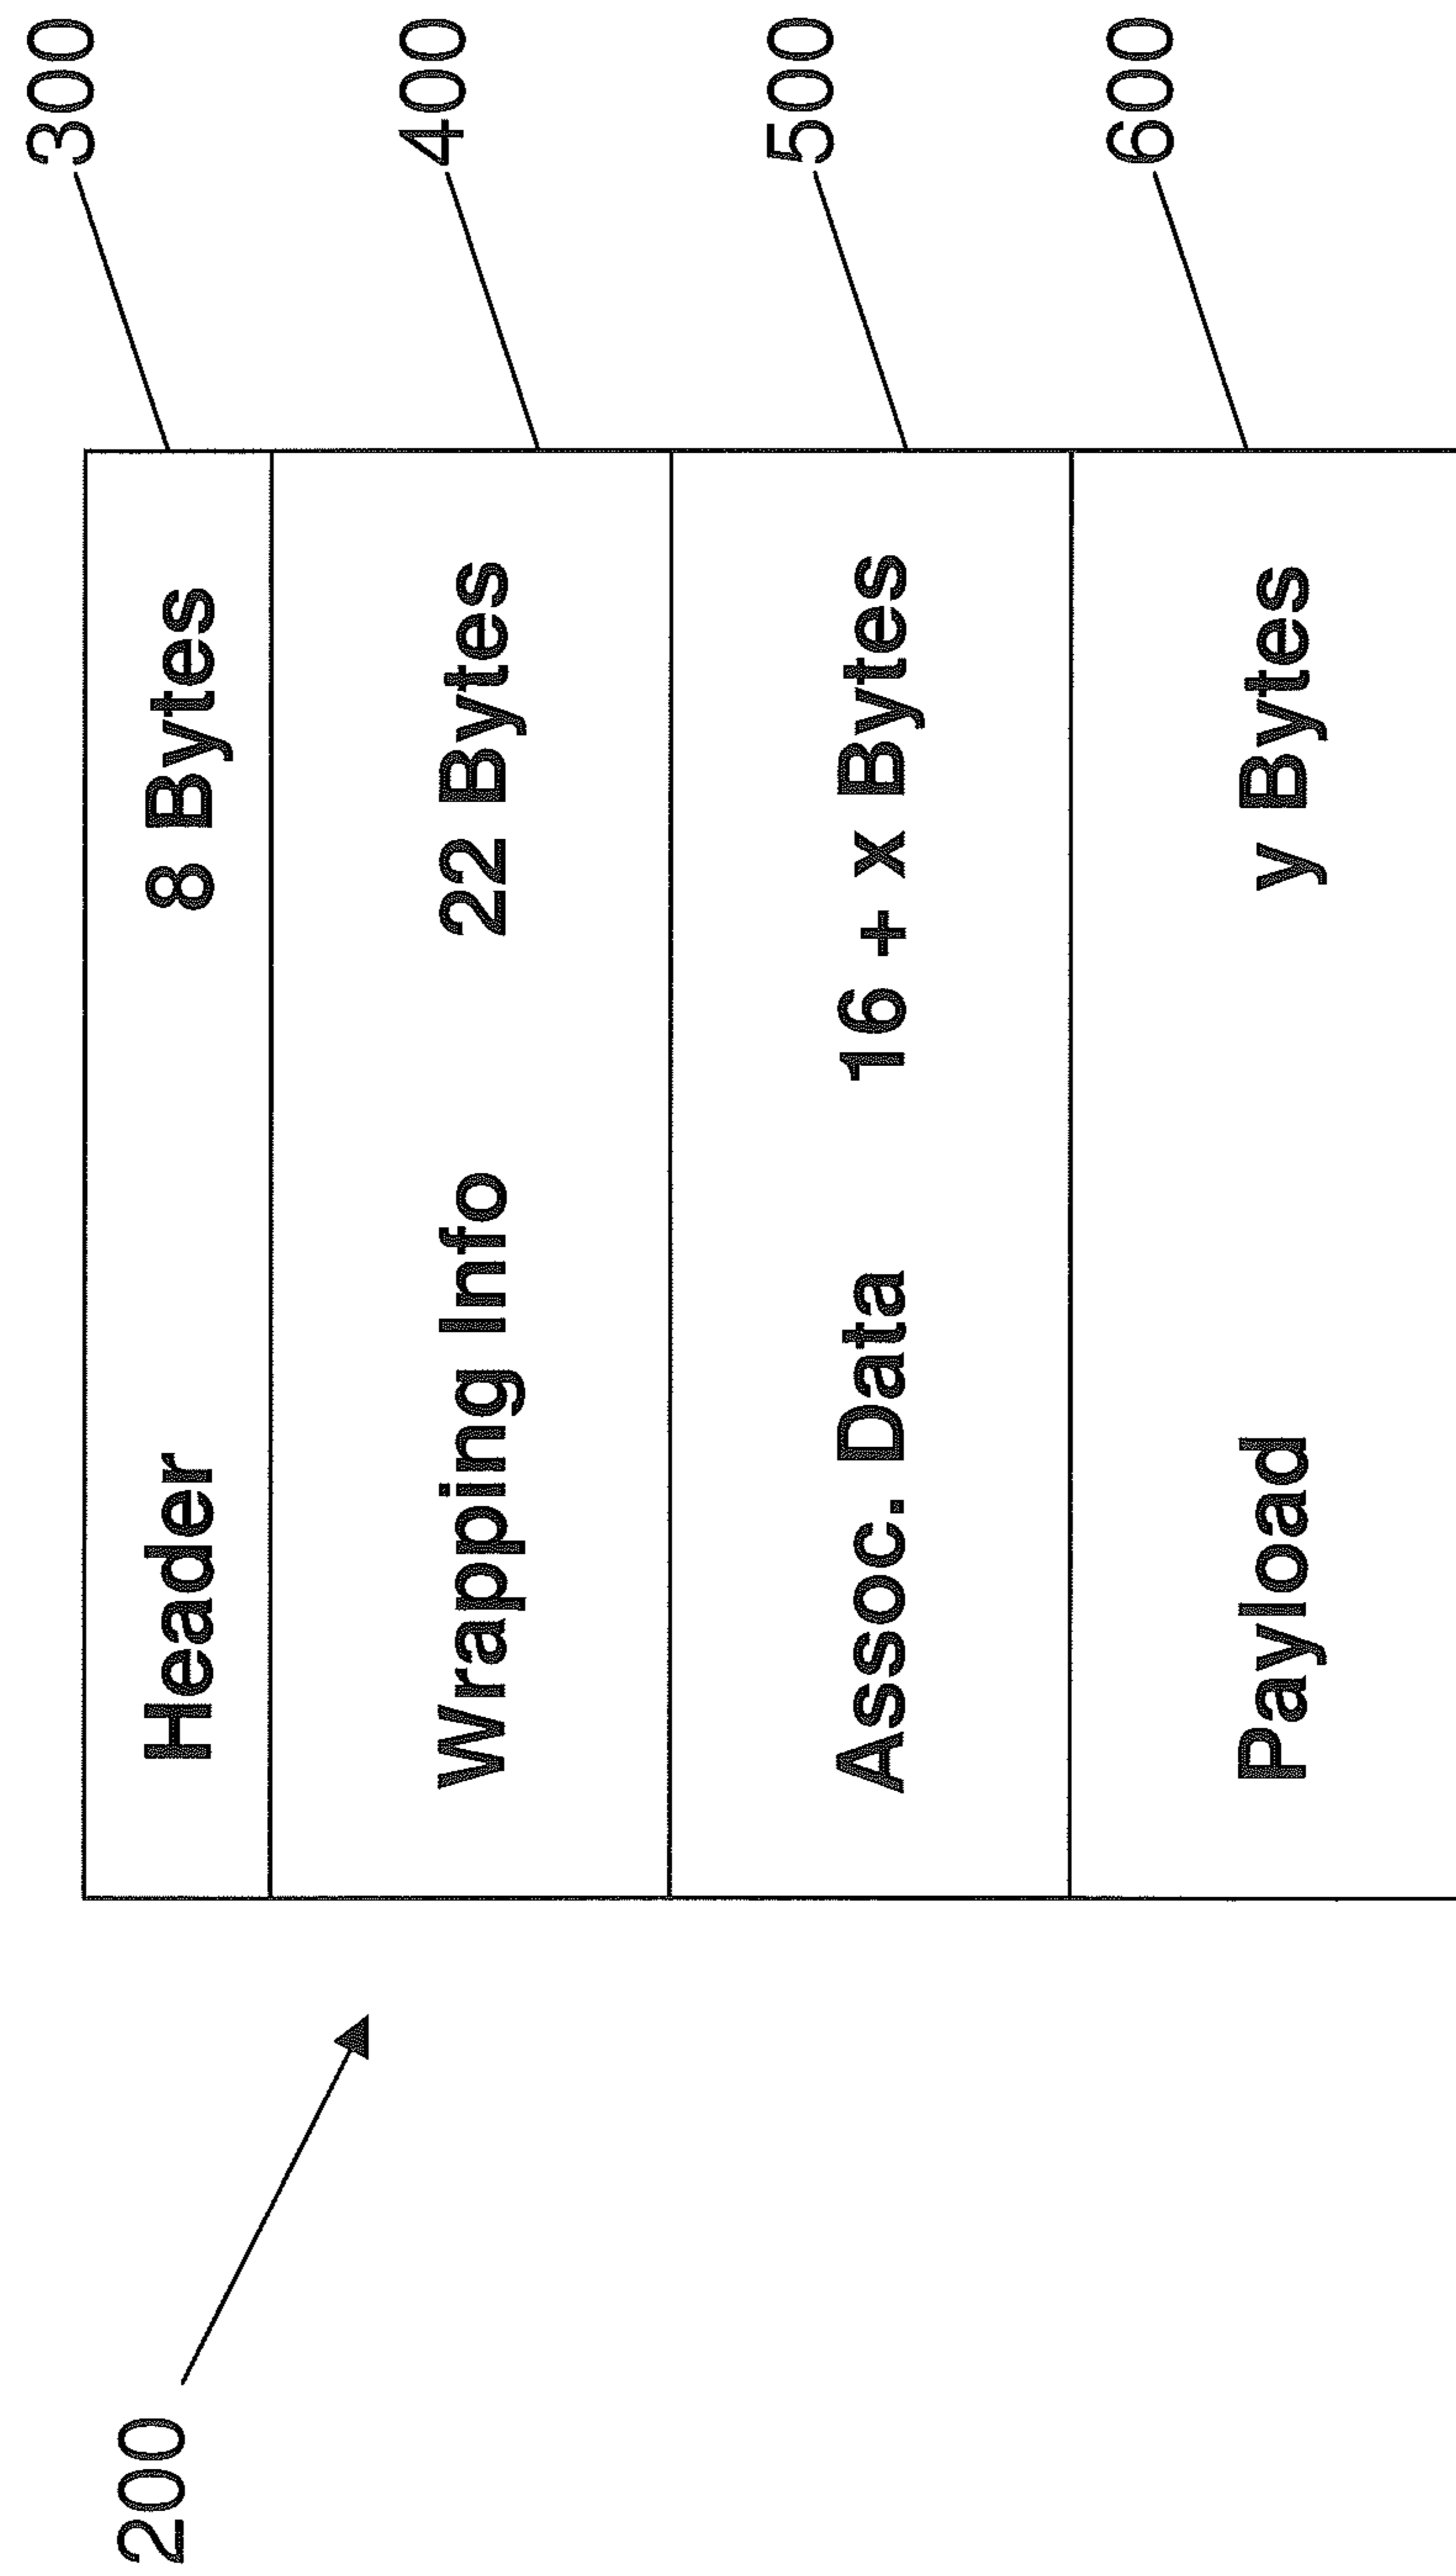 200
Header 8 Bytes 300
Wrapping Info 22 Bytes 400
Assoc. Data 16 + x Bytes 500
Payload y Bytes 600